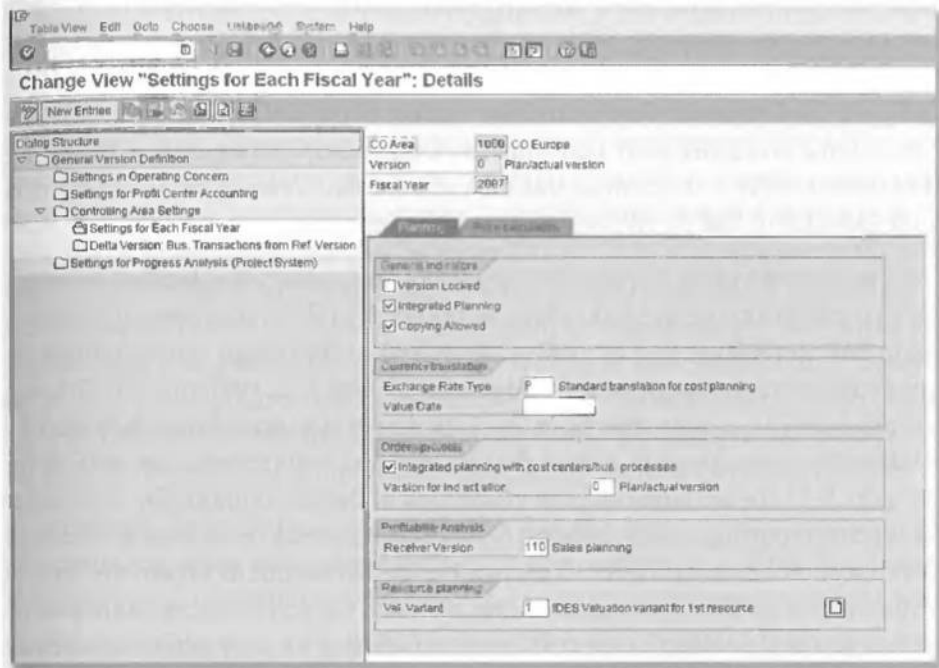 Table View Edit Goto Choose Utilities System Help
Change View "Settings for Each Fiscal Year": Details
New Entries
Dialog Structure
General Version Definition
Settings in Operating Concern
Settings for Profit Center Accounting
Controlling Area Settings
Settings for Each Fiscal Year
Delta Version: Bus. Transactions from Ref Version
Settings for Progress Analysis (Project System)
CO Area 1000 CO Europe
Version 0 Plan/actual version
Fiscal Year 2007
Planning
General indicators
Version Locked
Integrated Planning
Copying Allowed
Currency translation
Exchange Rate Type P Standard translation for cost planning
Value Date
Orders/projects
Integrated planning with cost centers/bus. processes
Version for indact alloc. 0 Plan/actual version
Profitability Analysis
Receiver Version 110 Sales planning
Resource planning
Val. Variant 1 IDES Valuation variant for 1st resource